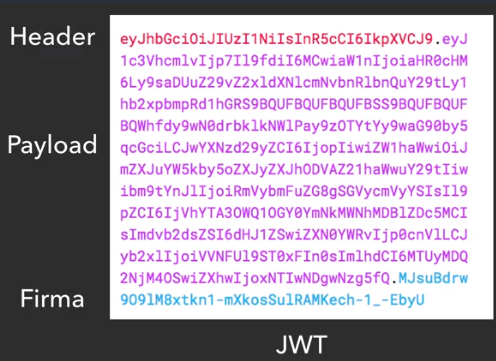 Header
eyJhbGciOiJIUzI1NiIsInR5cCI6IkpXVCJ9.eyJ
1c3VhcmlvIjp7Il9fdiI6MCwiaW1nIjoiaHR0cHM
6Ly9saDUuZ29vZ2xldXNlcmNvbnRlbnQuY29tLy1
hb2xpbmpRd1hGRS9BQUFBQUFBQUFBSS9BQUFBQUF
BQWhfdy9wN0drbklkNWlPay9zOTYtYy9waG90by5
Payload
qcGciLCJwYXNzd29yZCI6IjopIiwiZW1haWwiOiJ
mZXJuYW5kby5oZXJyZXJhODVAZ21haWwuY29tIiw
ibm9tYnJlIjoiRmVybmFuZG8gSGVycmVyYSIsIl9
pZCI6IjVhYTA3OWQ1OGY0YmNkMWNhMDBlZDc5MCI
sImdvb2dsZSI6dHJ1ZSwiZXN0YWRvIjp0cnVlLCJ
yb2xlIjoiVVNFUl9ST0xFIn0sImlhdCI6MTUyMDQ
2NjM4OSwiZXhwIjoxNTIwNDgwNzg5fQ.MJsuBdrw
Firma
9O9lM8xtkn1-mXkosSulRAMKech-1_-EbyU
JWT